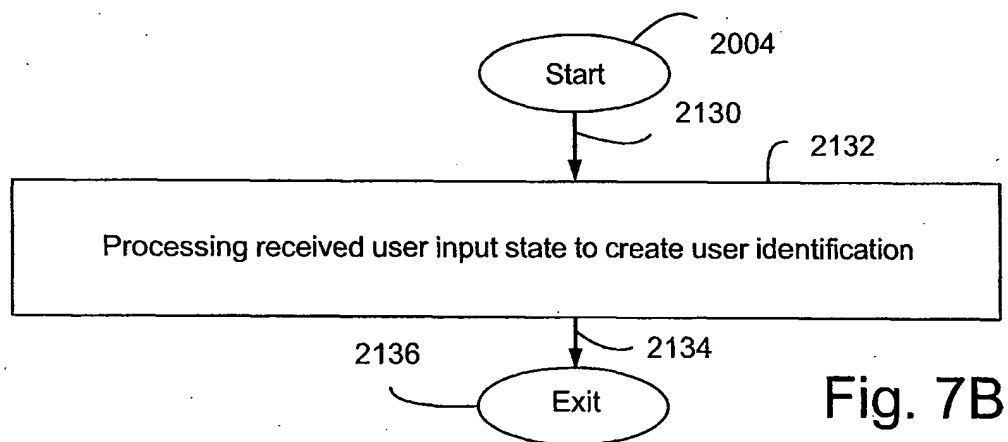 2004
Start
2130
2132
Processing received user input state to create user identification
2134
2136
Exit
Fig. 7B